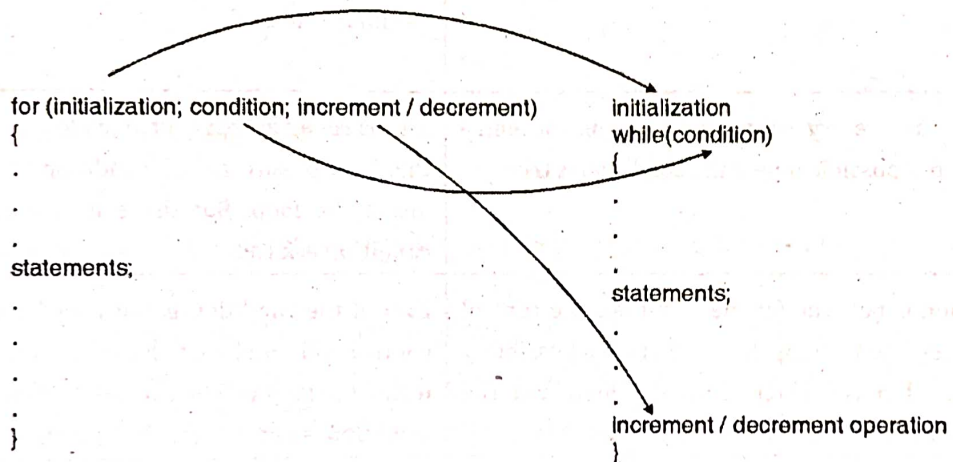 for (initialization; condition; increment / decrement)
{
.
.
.
statements;
.
.
.
.
}
initialization
while(condition)
{
.
.
.
statements;
.
.
.
increment / decrement operation
}